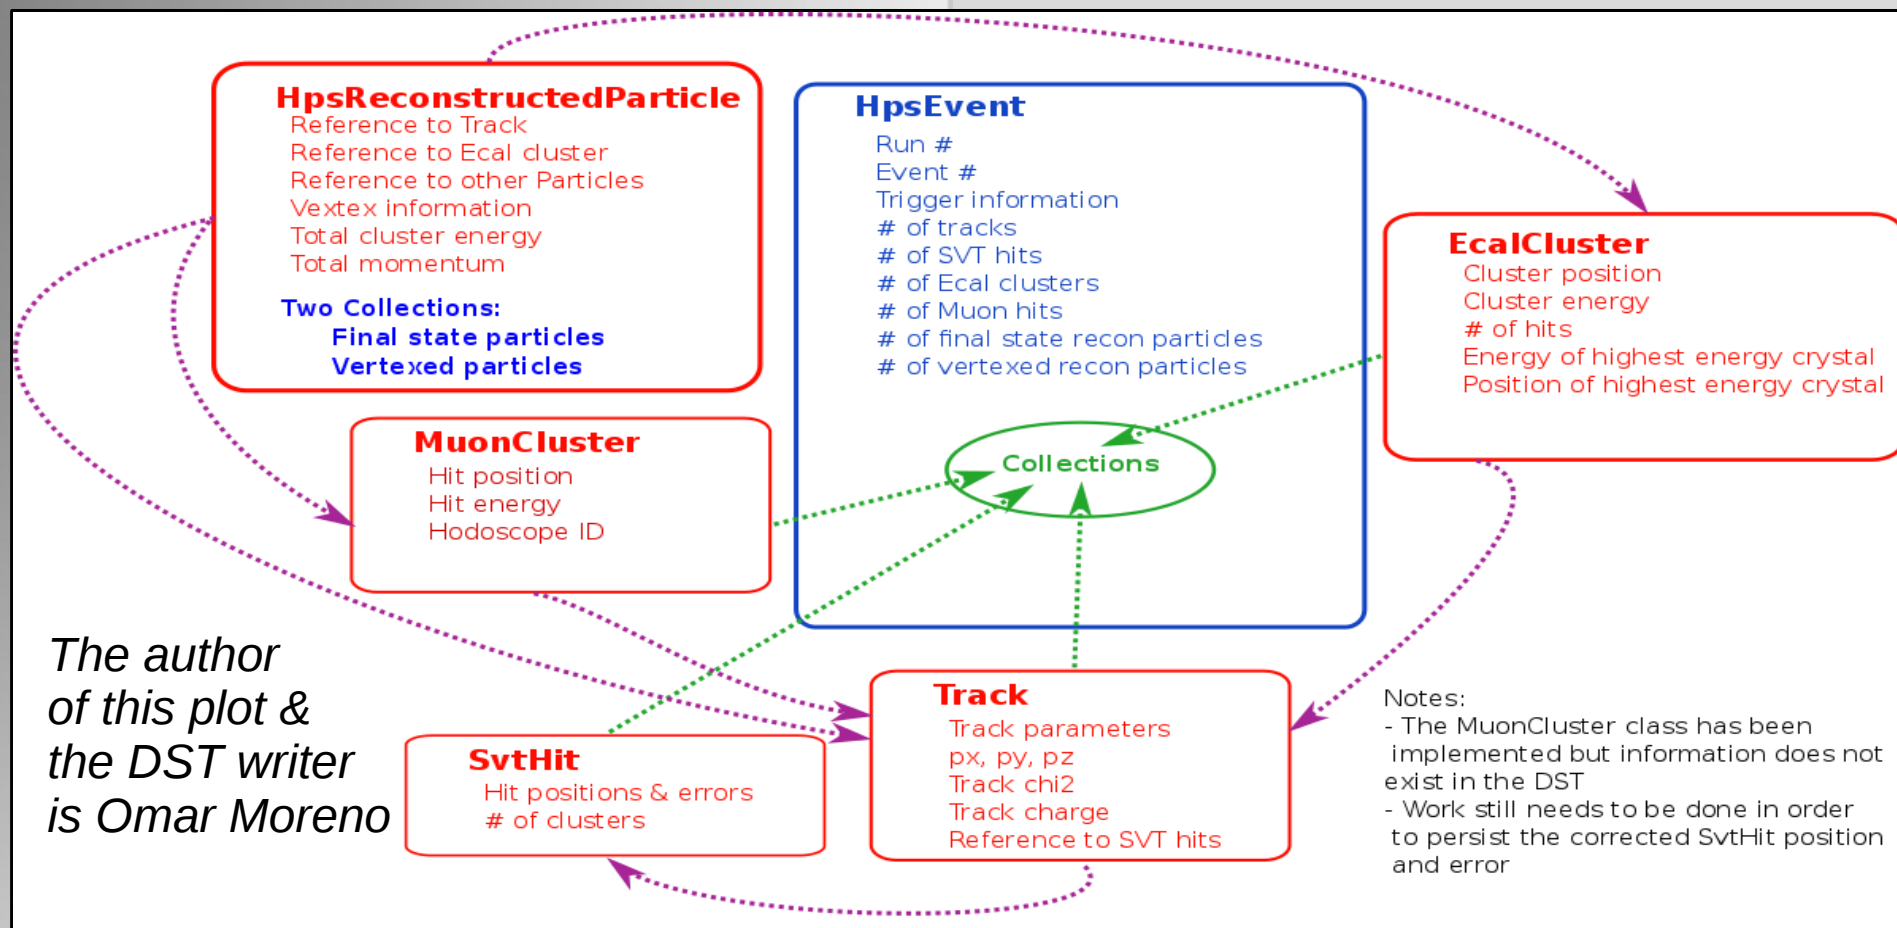 HpsReconstructedParticle
Reference to Track
Reference to Ecal cluster
Reference to other Particles
Vextex information
Total cluster energy
Total momentum
Two Collections:
Final state particles
Vertexed particles
HpsEvent
Run #
Event #
Trigger information
# of tracks
# of SVT hits
# of Ecal clusters
# of Muon hits
# of final state recon particles
# of vertexed recon particles
Collections
EcalCluster
Cluster position
Cluster energy
# of hits
Energy of highest energy crystal
Position of highest energy crystal
MuonCluster
Hit position
Hit energy
Hodoscope ID
The author
of this plot &
the DST writer
is Omar Moreno
SvtHit
Hit positions & errors
# of clusters
Track
Track parameters
px, py, pz
Track chi2
Track charge
Reference to SVT hits
Notes:
- The MuonCluster class has been
implemented but information does not
exist in the DST
- Work still needs to be done in order
to persist the corrected SvtHit position
and error